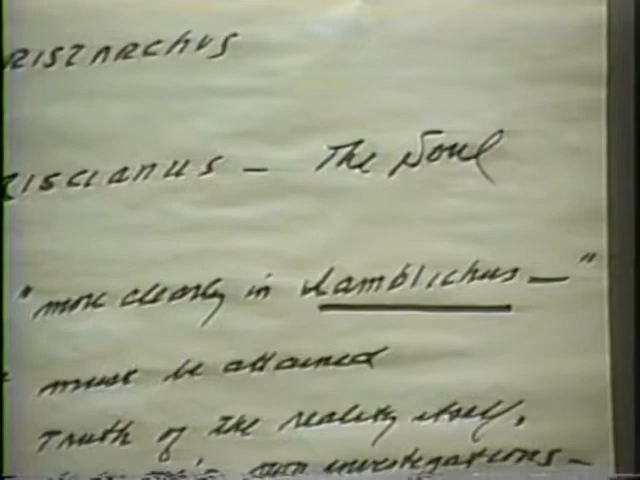 RISTARCHUS
RISCIANUS - The Soul
"more clearly in Iamblichus —"
must be attained
Truth of the reality itself,
own investigations -